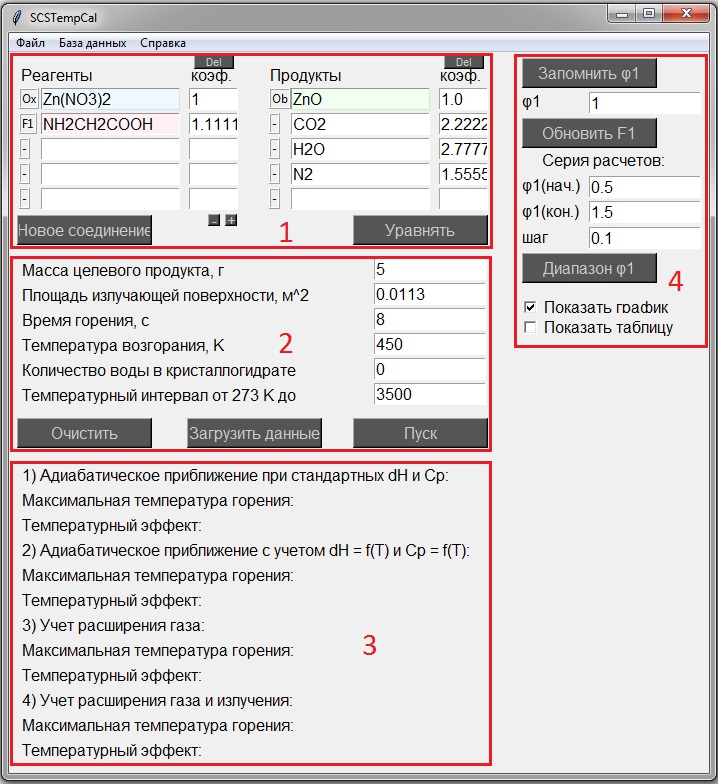 SCSTempCal
Файл База данных Справка
Del Del
Реагенты коэф. Продукты коэф.
Ox Zn(NO3)2 1 Ob ZnO 1.0
F1 NH2CH2COOH 1.1111 - CO2 2.2222
- - H2O 2.7777
- - N2 1.5555
- -
- +
Новое соединение 1 Уравнять
Масса целевого продукта, г 5
Площадь излучающей поверхности, м^2 0.0113
Время горения, с 8
Температура возгорания, K 450
2
Количество воды в кристаллогидрате 0
Температурный интервал от 273 K до 3500
Очистить Загрузить данные Пуск
1) Адиабатическое приближение при стандартных dH и Cp:
Максимальная температура горения:
Температурный эффект:
2) Адиабатическое приближение с учетом dH = f(T) и Cp = f(T):
Максимальная температура горения:
Температурный эффект:
3) Учет расширения газа:
Максимальная температура горения:
3
Температурный эффект:
4) Учет расширения газа и излучения:
Максимальная температура горения:
Температурный эффект:
Запомнить φ1
φ1 1
Обновить F1
Серия расчетов:
φ1(нач.) 0.5
φ1(кон.) 1.5
шаг 0.1
Диапазон φ1
4
Показать график
Показать таблицу